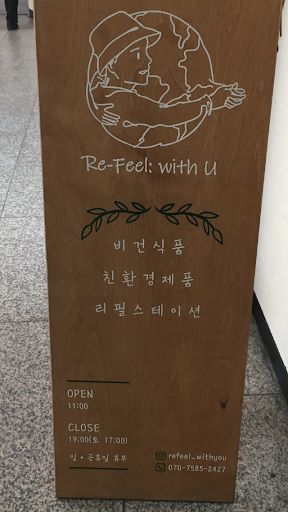 Re-Feel: with U
비건식품
친환경제품
리필스테이션
OPEN
11:00
CLOSE
19:00(토 17:00)
일·공휴일 휴무
refeel_withyou
070-7585-2427